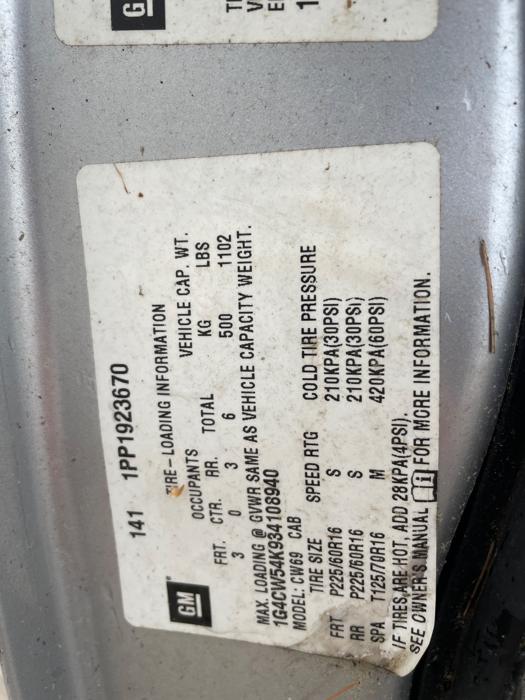 141 1PP1923670
GM
TIRE-LOADING INFORMATION
OCCUPANTS VEHICLE CAP. WT.
FRT. CTR. RR. TOTAL KG LBS
3 0 3 6 500 1102
MAX. LOADING @ GVWR SAME AS VEHICLE CAPACITY WEIGHT.
1G4CW54K934108940
MODEL: CW69 CAB
TIRE SIZE SPEED RTG COLD TIRE PRESSURE
FRT P225/60R16 S 210KPA(30PSI)
RR P225/60R16 S 210KPA(30PSI)
SPA T125/70R16 M 420KPA(60PSI)
IF TIRES ARE HOT, ADD 28KPA(4PSI).
SEE OWNER'S MANUAL FOR MORE INFORMATION.